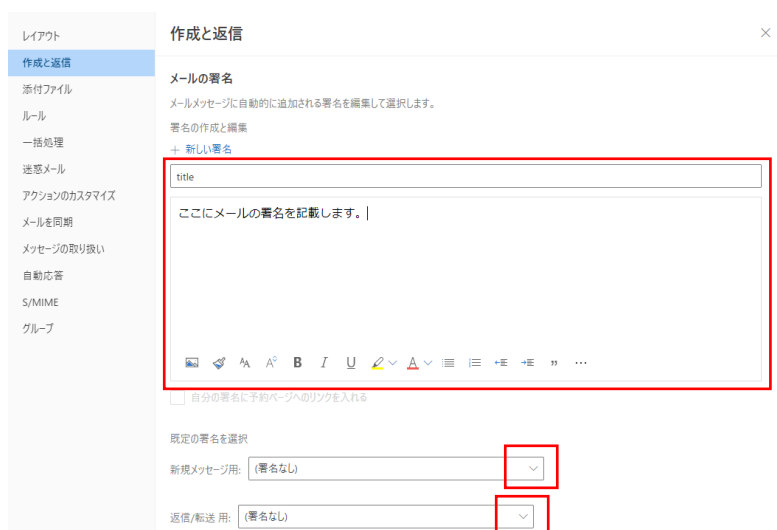 作成と返信
レイアウト
作成と返信
添付ファイル
ルール
一括処理
迷惑メール
アクションのカスタマイズ
メールを同期
メッセージの取り扱い
自動応答
S/MIME
グループ
メールの署名
メールメッセージに自動的に追加される署名を編集して選択します。
署名の作成と編集
+ 新しい署名
title
ここにメールの署名を記載します。
B I U A
自分の署名に予約ページへのリンクを入れる
既定の署名を選択
新規メッセージ用: (署名なし)
返信/転送 用: (署名なし)